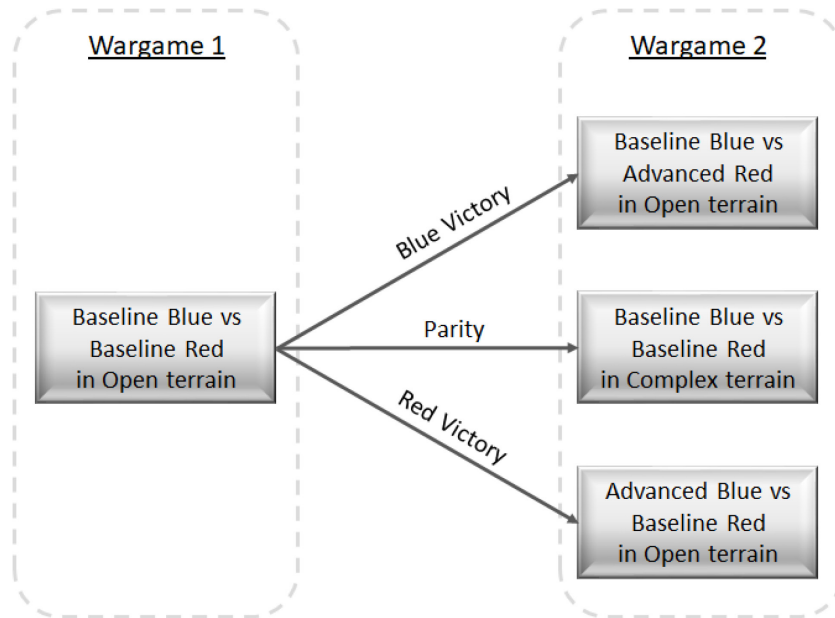 Wargame 1
Wargame 2
Baseline Blue vs
Advanced Red
in Open terrain
Blue Victory
Baseline Blue vs
Baseline Red
in Open terrain
Parity
Baseline Blue vs
Baseline Red
in Complex terrain
Red Victory
Advanced Blue vs
Baseline Red
in Open terrain